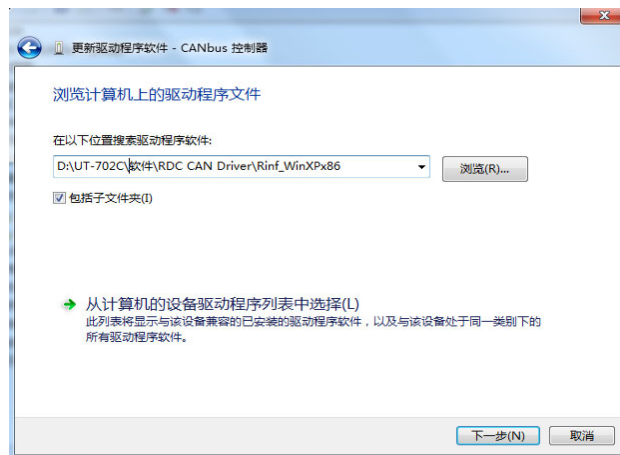 更新驱动程序软件 - CANbus 控制器
浏览计算机上的驱动程序文件
在以下位置搜索驱动程序软件:
D:\UT-702C\软件\RDC CAN Driver\Rinf_WinXPx86
浏览(R)...
包括子文件夹(I)
从计算机的设备驱动程序列表中选择(L)
此列表将显示与该设备兼容的已安装的驱动程序软件，以及与该设备处于同一类别下的
所有驱动程序软件。
下一步(N)
取消